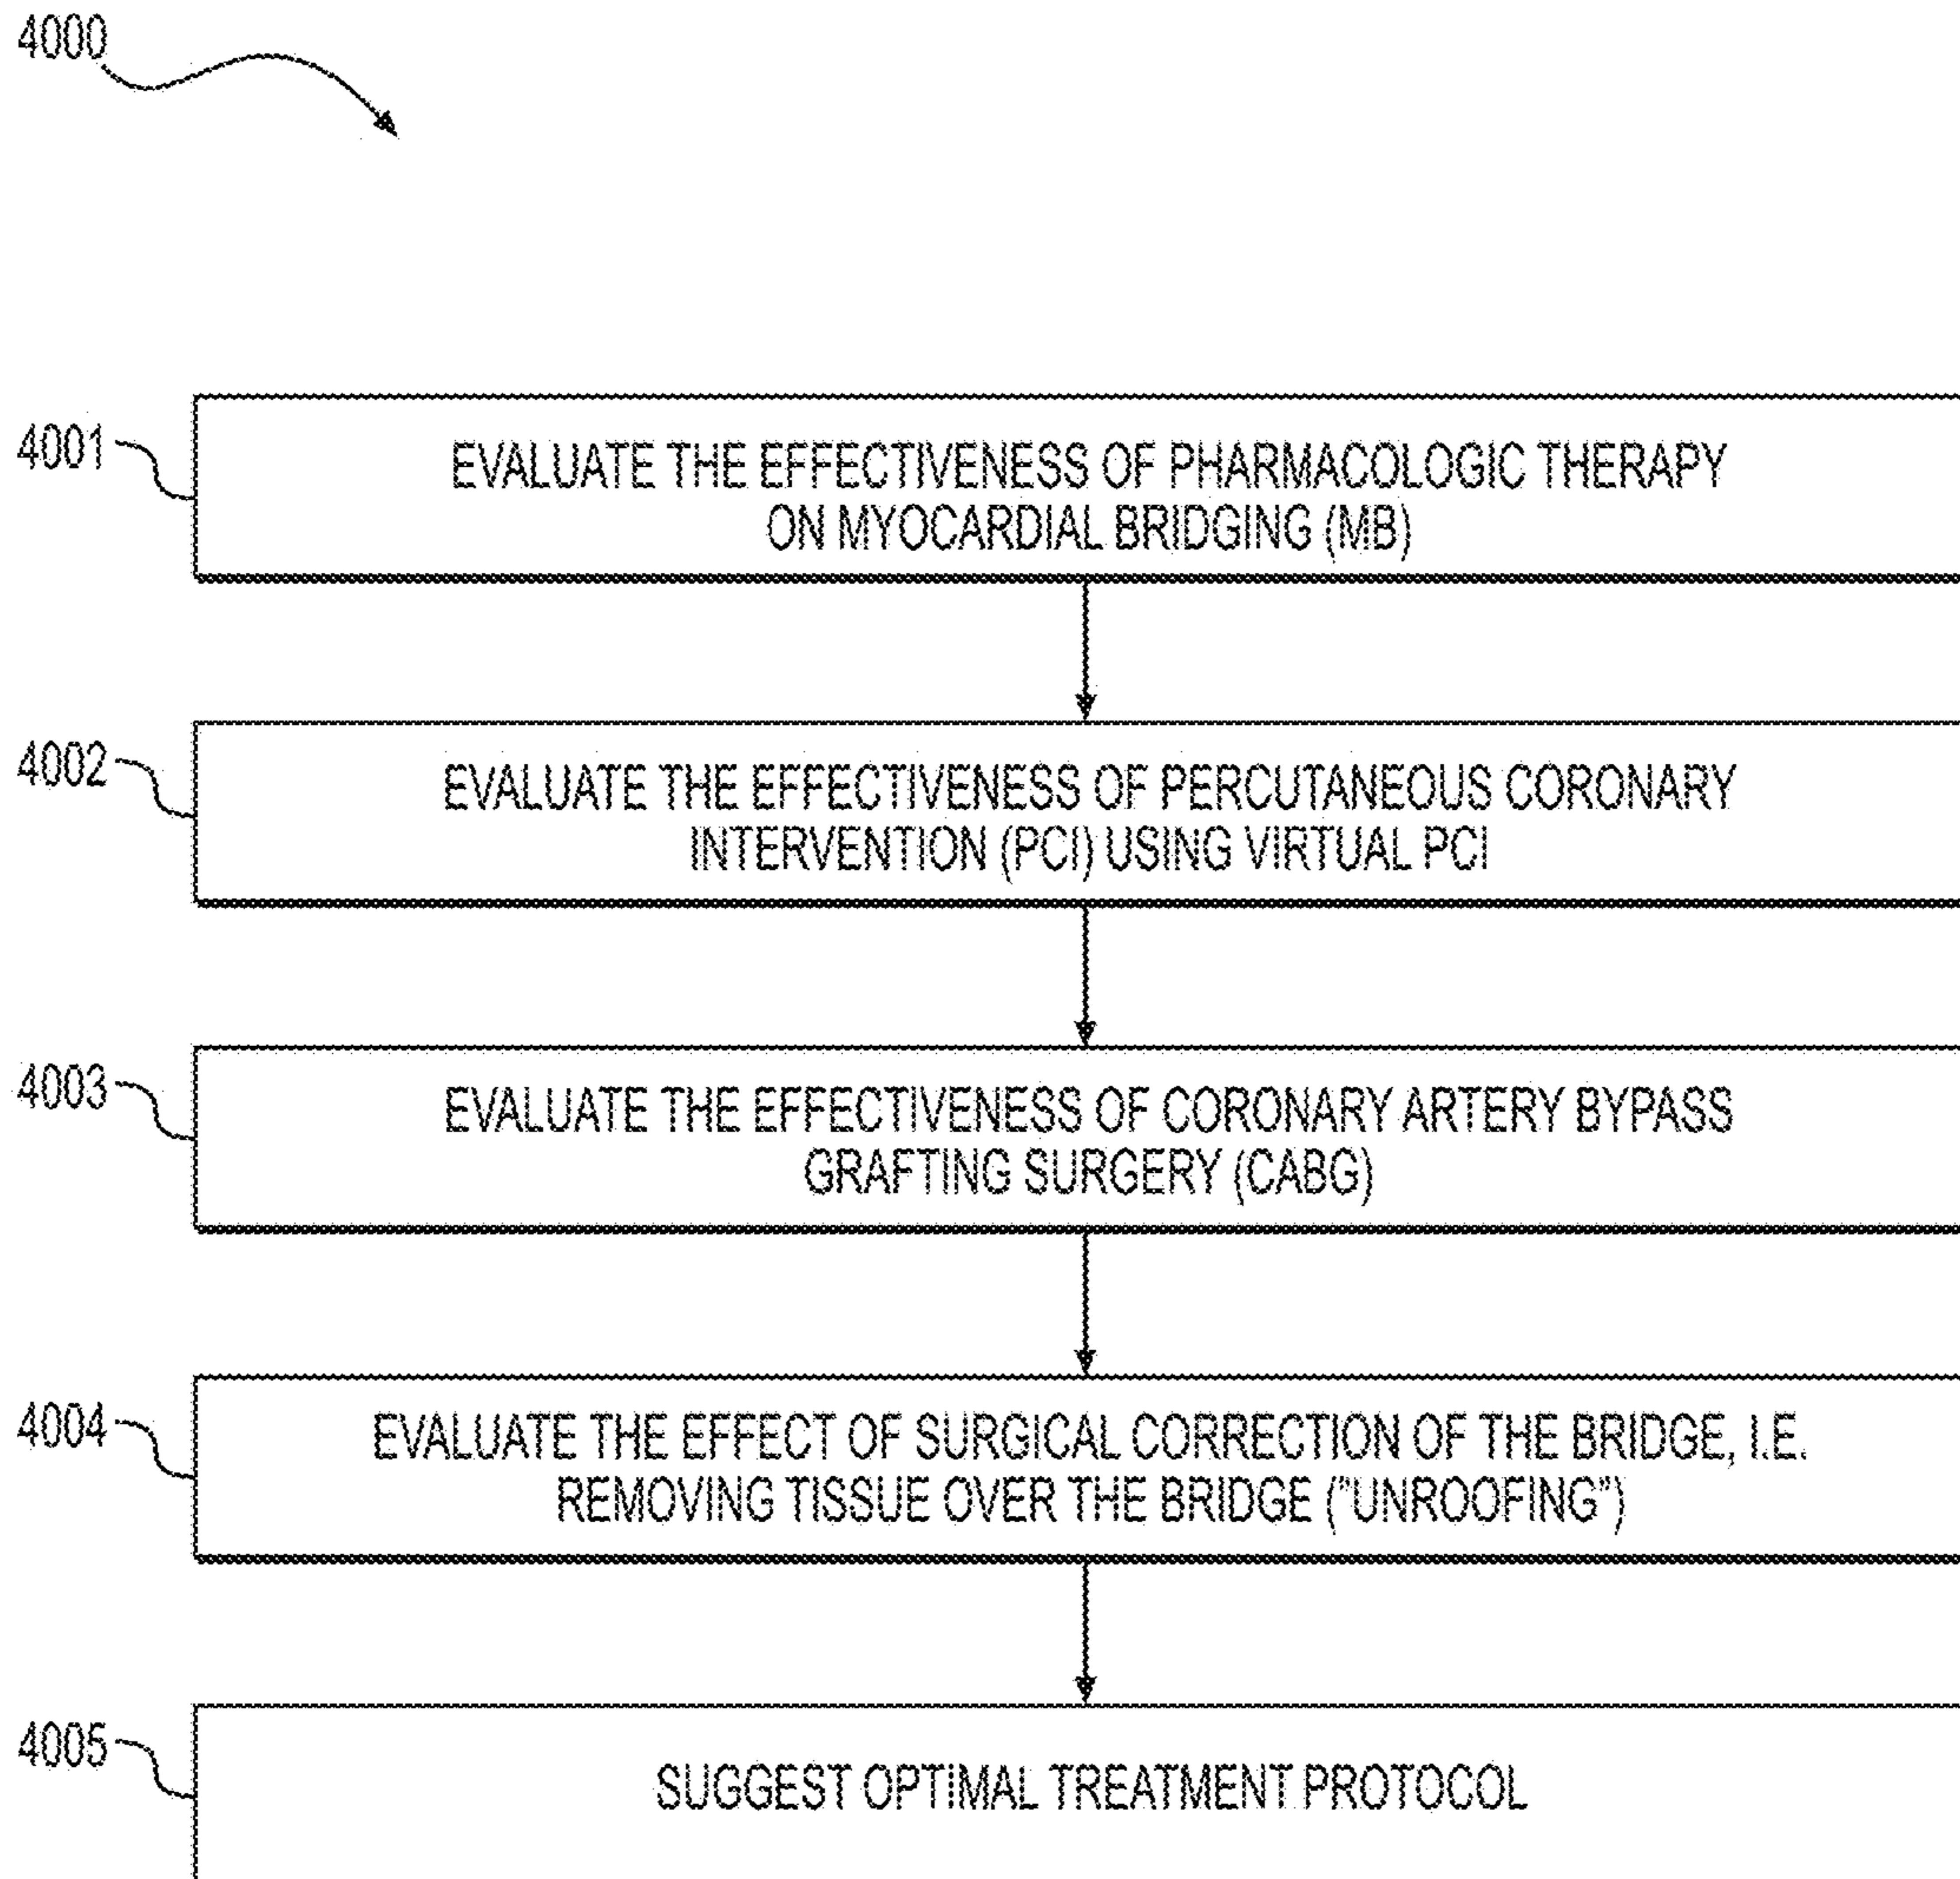 4000
4001
EVALUATE THE EFFECTIVENESS OF PHARMACOLOGIC THERAPY
ON MYOCARDIAL BRIDGING (MB)
4002
EVALUATE THE EFFECTIVENESS OF PERCUTANEOUS CORONARY
INTERVENTION (PCI) USING VIRTUAL PCI
4003
EVALUATE THE EFFECTIVENESS OF CORONARY ARTERY BYPASS
GRAFTING SURGERY (CABG)
4004
EVALUATE THE EFFECT OF SURGICAL CORRECTION OF THE BRIDGE, I.E.
REMOVING TISSUE OVER THE BRIDGE ("UNROOFING")
4005
SUGGEST OPTIMAL TREATMENT PROTOCOL